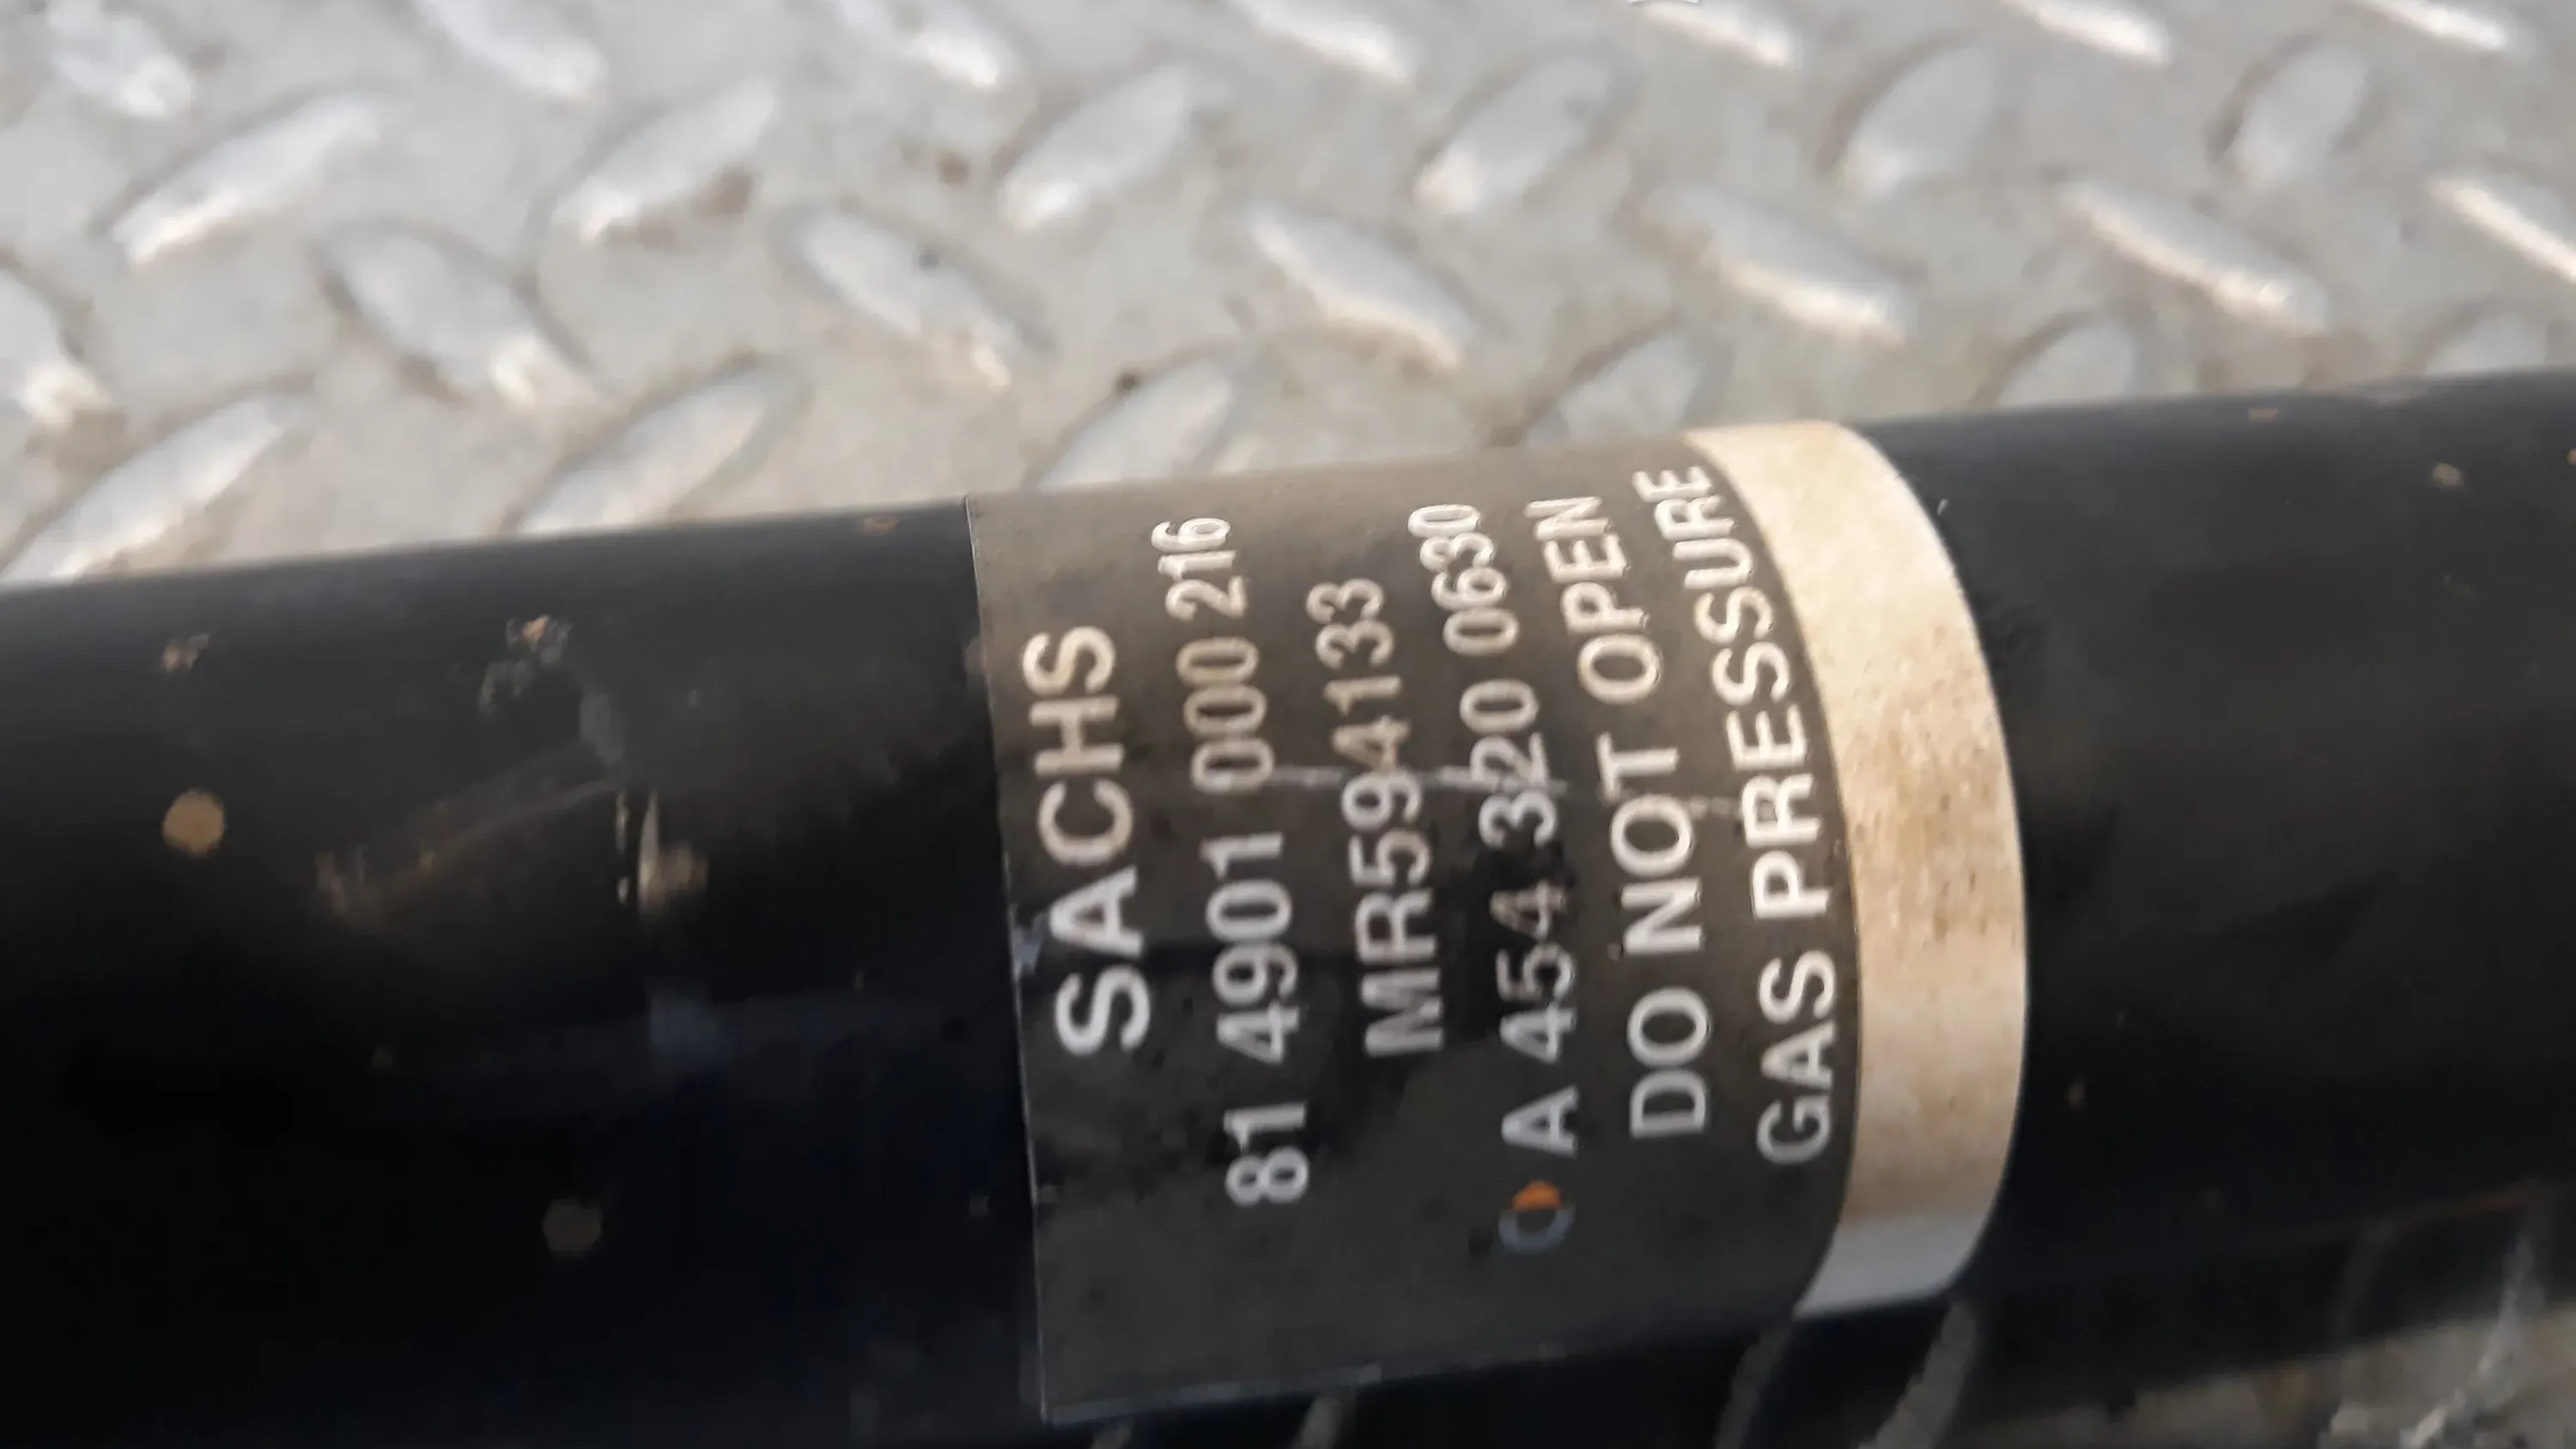 SACHS
81 4901 000 216
MR594133
A 454 320 0630
DO NOT OPEN
GAS PRESSURE